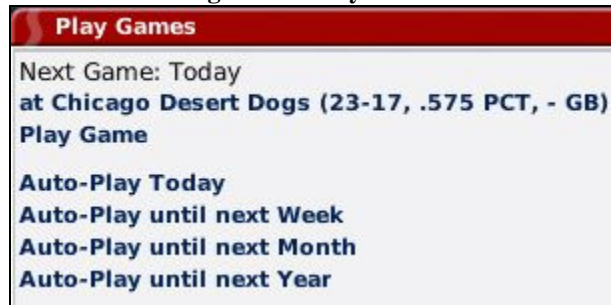 Play Games
Next Game: Today
at Chicago Desert Dogs (23-17, .575 PCT, - GB)
Play Game
Auto-Play Today
Auto-Play until next Week
Auto-Play until next Month
Auto-Play until next Year